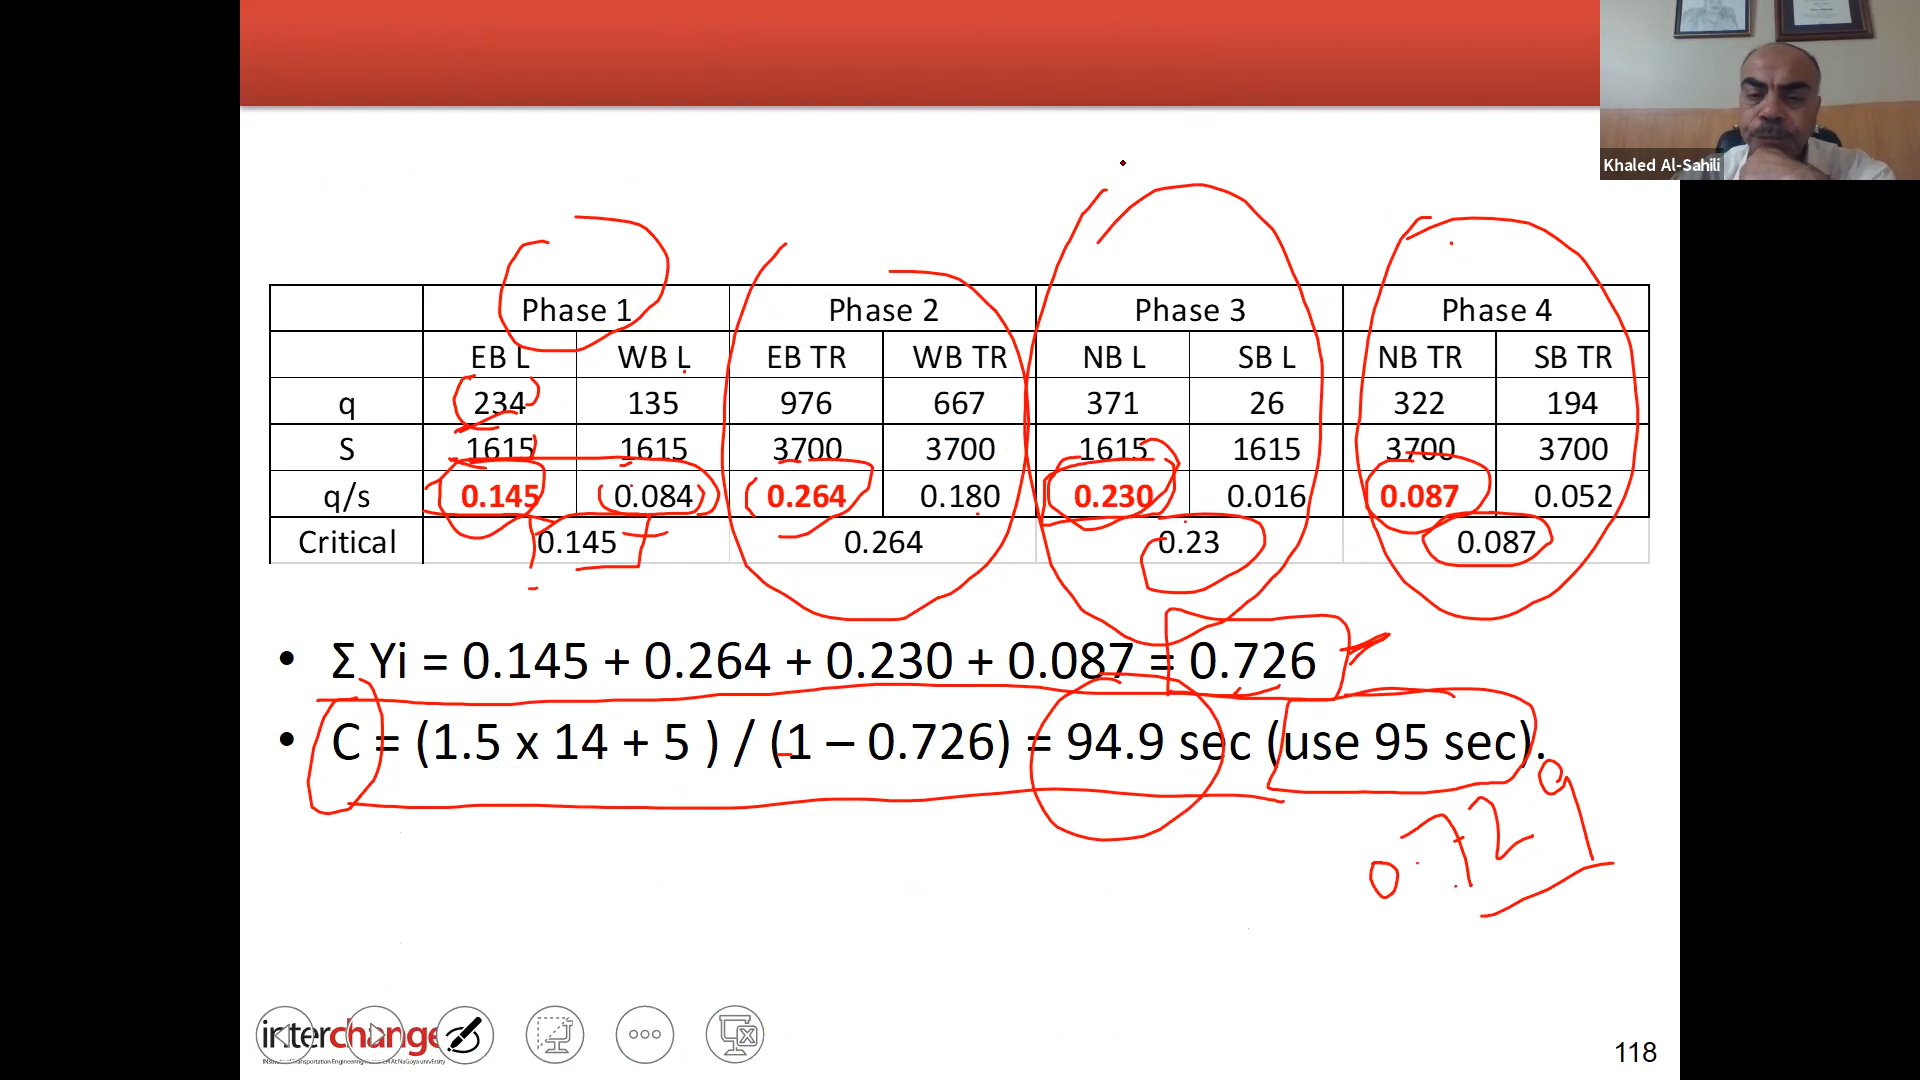 Khaled Al-Sahili
Phase 1 Phase 2 Phase 3 Phase 4
EB L WB L EB TR WB TR NB L SB L NB TR SB TR
q 234 135 976 667 371 26 322 194
S 1615 1615 3700 3700 1615 1615 3700 3700
q/s 0.145 0.084 0.264 0.180 0.230 0.016 0.087 0.052
Critical 0.145 0.264 0.23 0.087
• Σ Yi = 0.145 + 0.264 + 0.230 + 0.087 = 0.726
• C = (1.5 x 14 + 5 ) / (1 – 0.726) = 94.9 sec (use 95 sec).
0.729
interchange
118